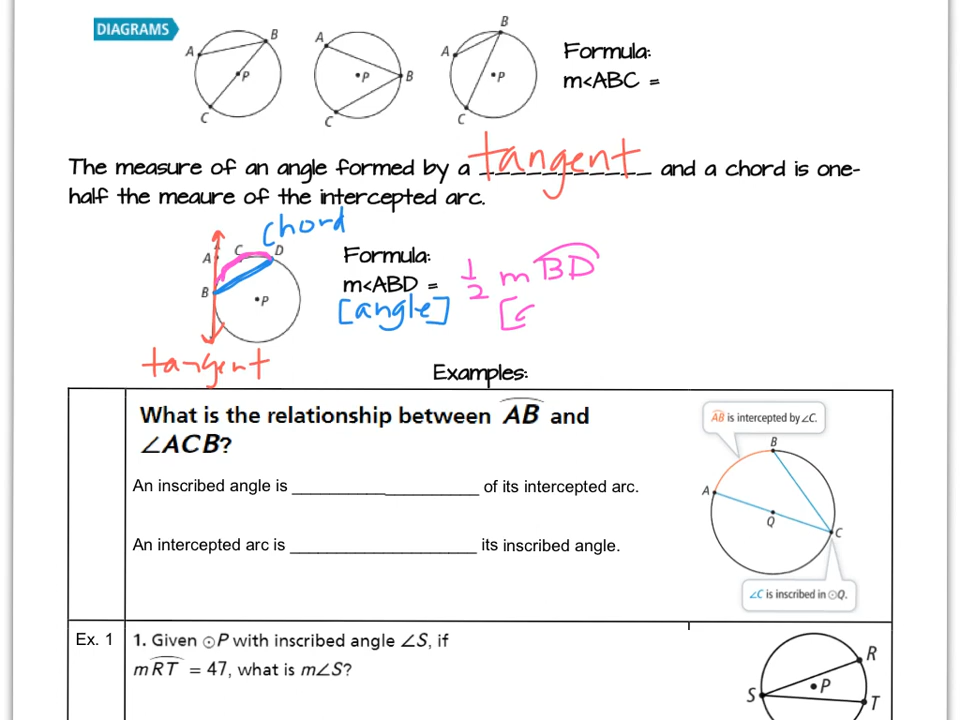 DIAGRAMS
A B P C
A B P C
B A P C
Formula:
m<ABC =
The measure of an angle formed by a tangent and a chord is one-
half the meaure of the intercepted arc.
chord
A C D
B P
Formula:
m<ABD = 1/2 m BD
[angle] [
tangent
Examples:
What is the relationship between AB and
∠ACB?
An inscribed angle is ____________________ of its intercepted arc.
An intercepted arc is ____________________ its inscribed angle.
AB is intercepted by ∠C.
B
A
Q
C
∠C is inscribed in ⊙Q.
Ex. 1
1. Given ⊙P with inscribed angle ∠S, if
mRT = 47, what is m∠S?
R
P
S
T